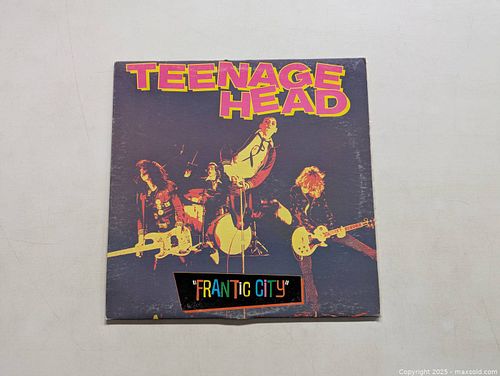 TEENAGE
HEAD
"FRANTIC CITY"
Copyright 2025 - maxsold.com